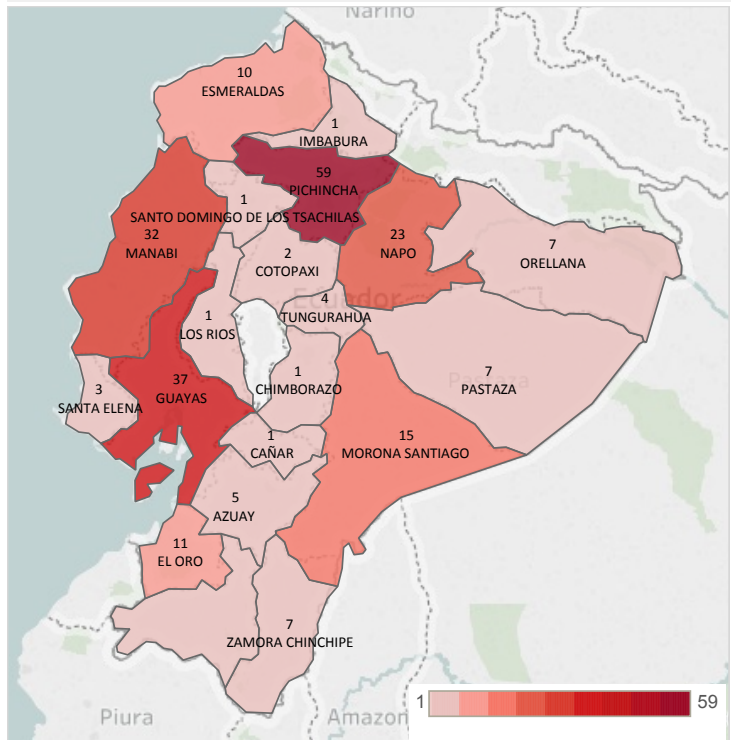 Nariño
10
ESMERALDAS
1
IMBABURA
59
PICHINCHA
1
SANTO DOMINGO DE LOS TSACHILAS
32
MANABI
23
NAPO
7
ORELLANA
2
COTOPAXI
Ecuador
4
TUNGURAHUA
1
LOS RIOS
37
GUAYAS
3
SANTA ELENA
1
CHIMBORAZO
Pastaza
7
PASTAZA
1
CAÑAR
15
MORONA SANTIAGO
5
AZUAY
11
EL ORO
7
ZAMORA CHINCHIPE
1
59
Piura
Amazon